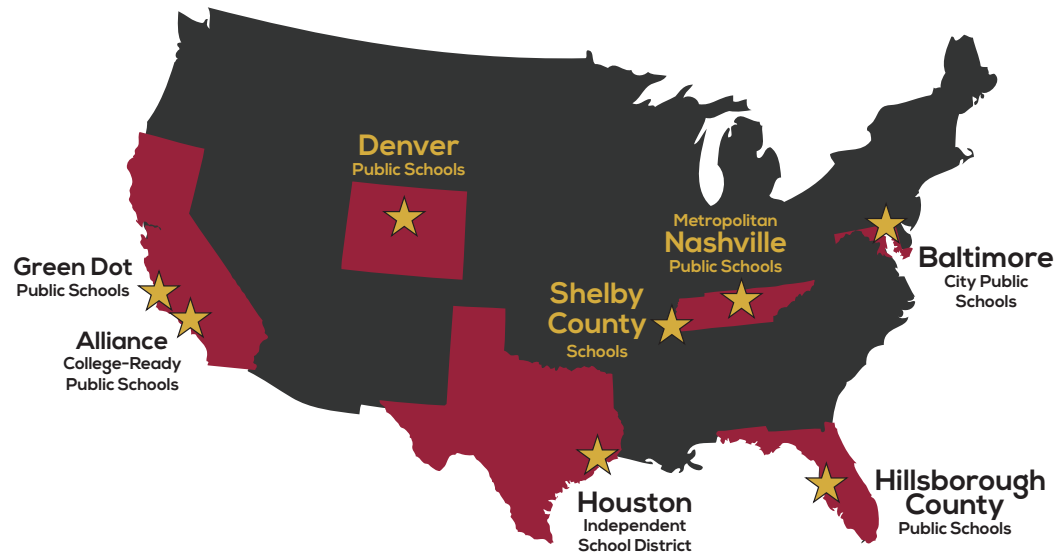 Denver
Public Schools
Metropolitan
Nashville
Public Schools
Green Dot
Public Schools
Baltimore
City Public
Schools
Shelby
County
Schools
Alliance
College-Ready
Public Schools
Houston
Independent
School District
Hillsborough
County
Public Schools